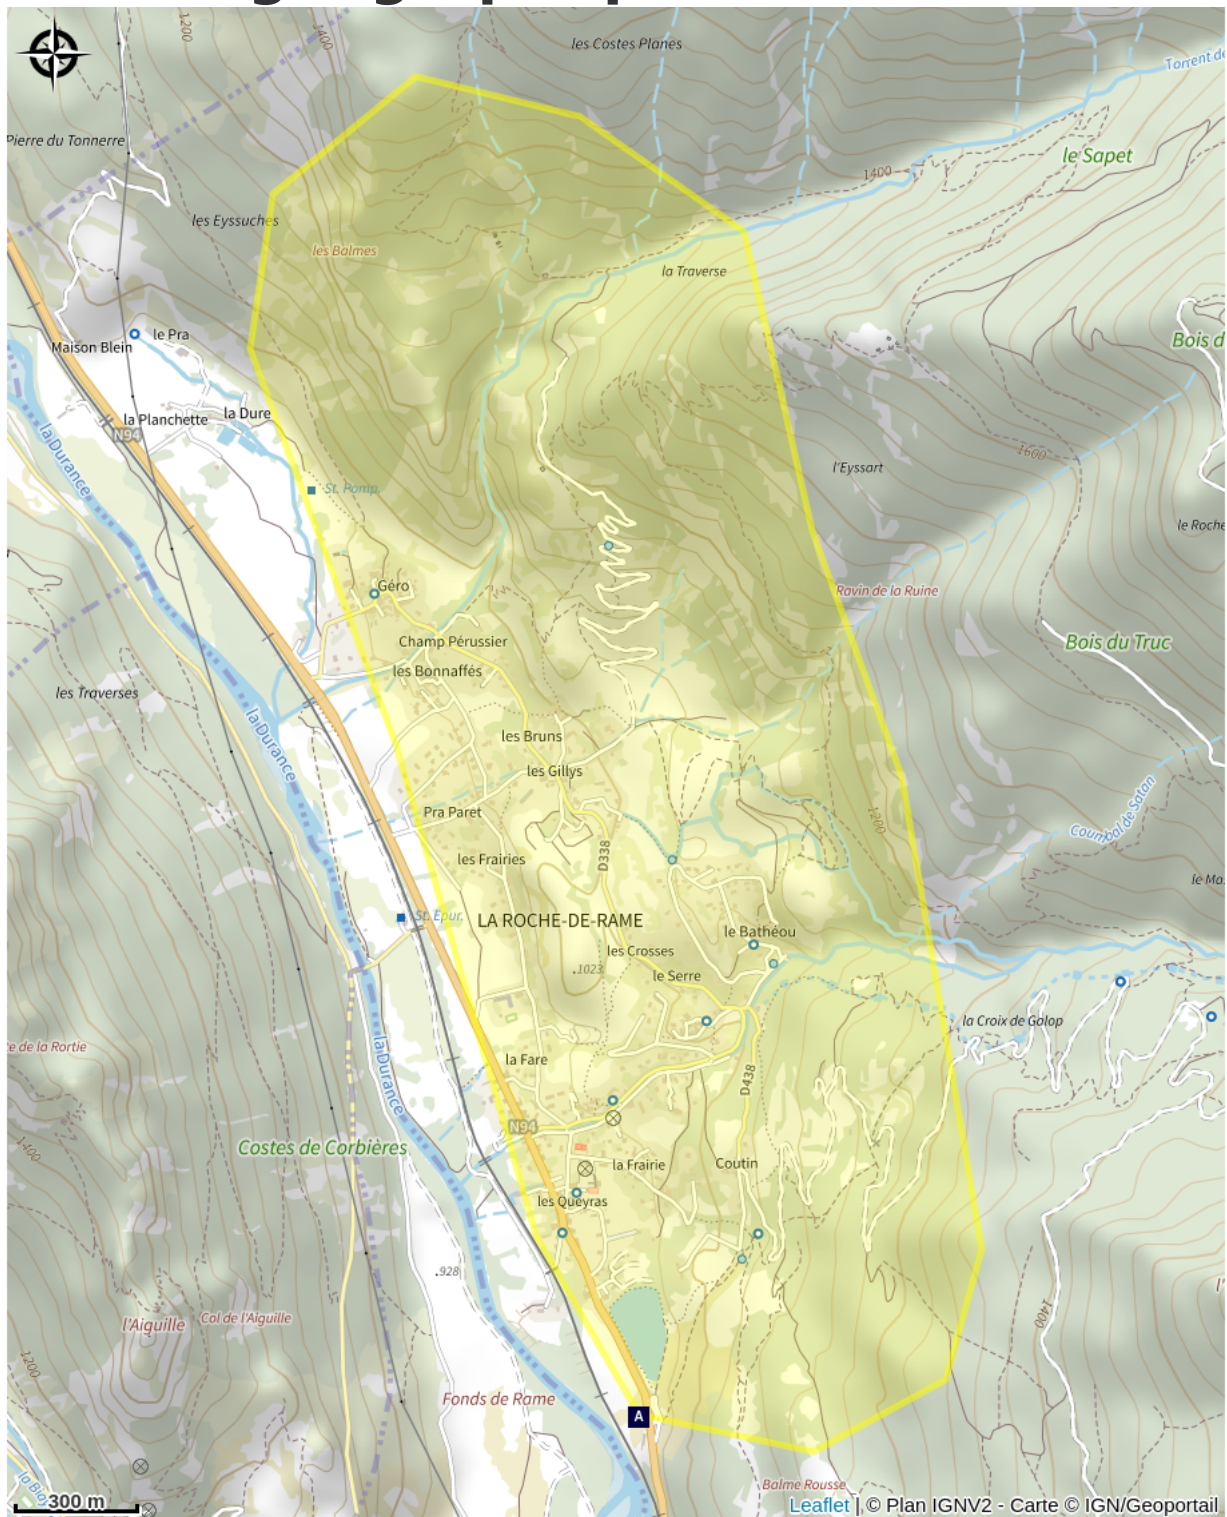 les Costes Planes
1200
1400
Torrent de
Pierre du Tonnerre
le Sapet
1400
les Eyssuches
les Balmes
la Traverse
le Pra
Maison Blein
Bois d
la Planchette
la Dure
N94
la Durance
1600
l'Eyssart
St. Pomp.
le Roche
Géro
Ravin de la Ruine
Champ Pérussier
Bois du Truc
les Bonnaffés
les Traverses
la Durance
les Bruns
les Gillys
Pra Paret
1200
Coumbal de Satan
D338
les Frairies
le Ma
St. Epur.
LA ROCHE-DE-RAME
le Bathéou
les Crosses
.1023
le Serre
la Croix de Golop
e de la Rortie
la Durance
la Fare
D438
N94
1400
Costes de Corbières
la Frairie
Coutin
les Queyras
.928
l'Aiguille
Col de l'Aiguille
1400
1200
Fonds de Rame
A
Balme Rousse
300 m
Leaflet | © Plan IGNV2 - Carte © IGN/Geoportail